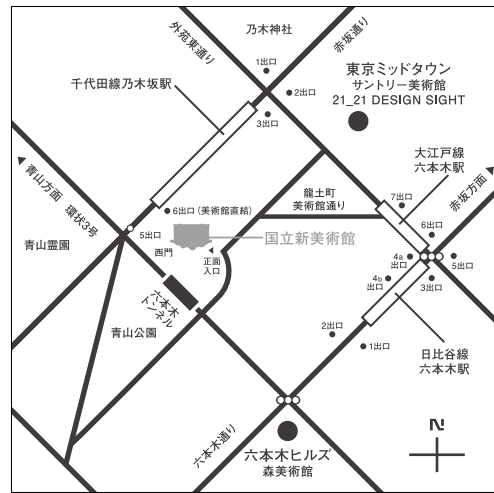 外苑東通り
乃木神社
赤坂通り
1出口
2出口
3出口
千代田線乃木坂駅
東京ミッドタウン
サントリー美術館
21_21 DESIGN SIGHT
大江戸線
六本木駅
赤坂方面
龍土町
美術館通り
7出口
6出口
5出口
4a
出口
4b
出口
3出口
2出口
1出口
日比谷線
六本木駅
青山方面
環状3号
6出口 (美術館直結)
5出口
国立新美術館
西門
正面
入口
青山霊園
六本木
トンネル
青山公園
六本木通り
六本木ヒルズ
森美術館
N